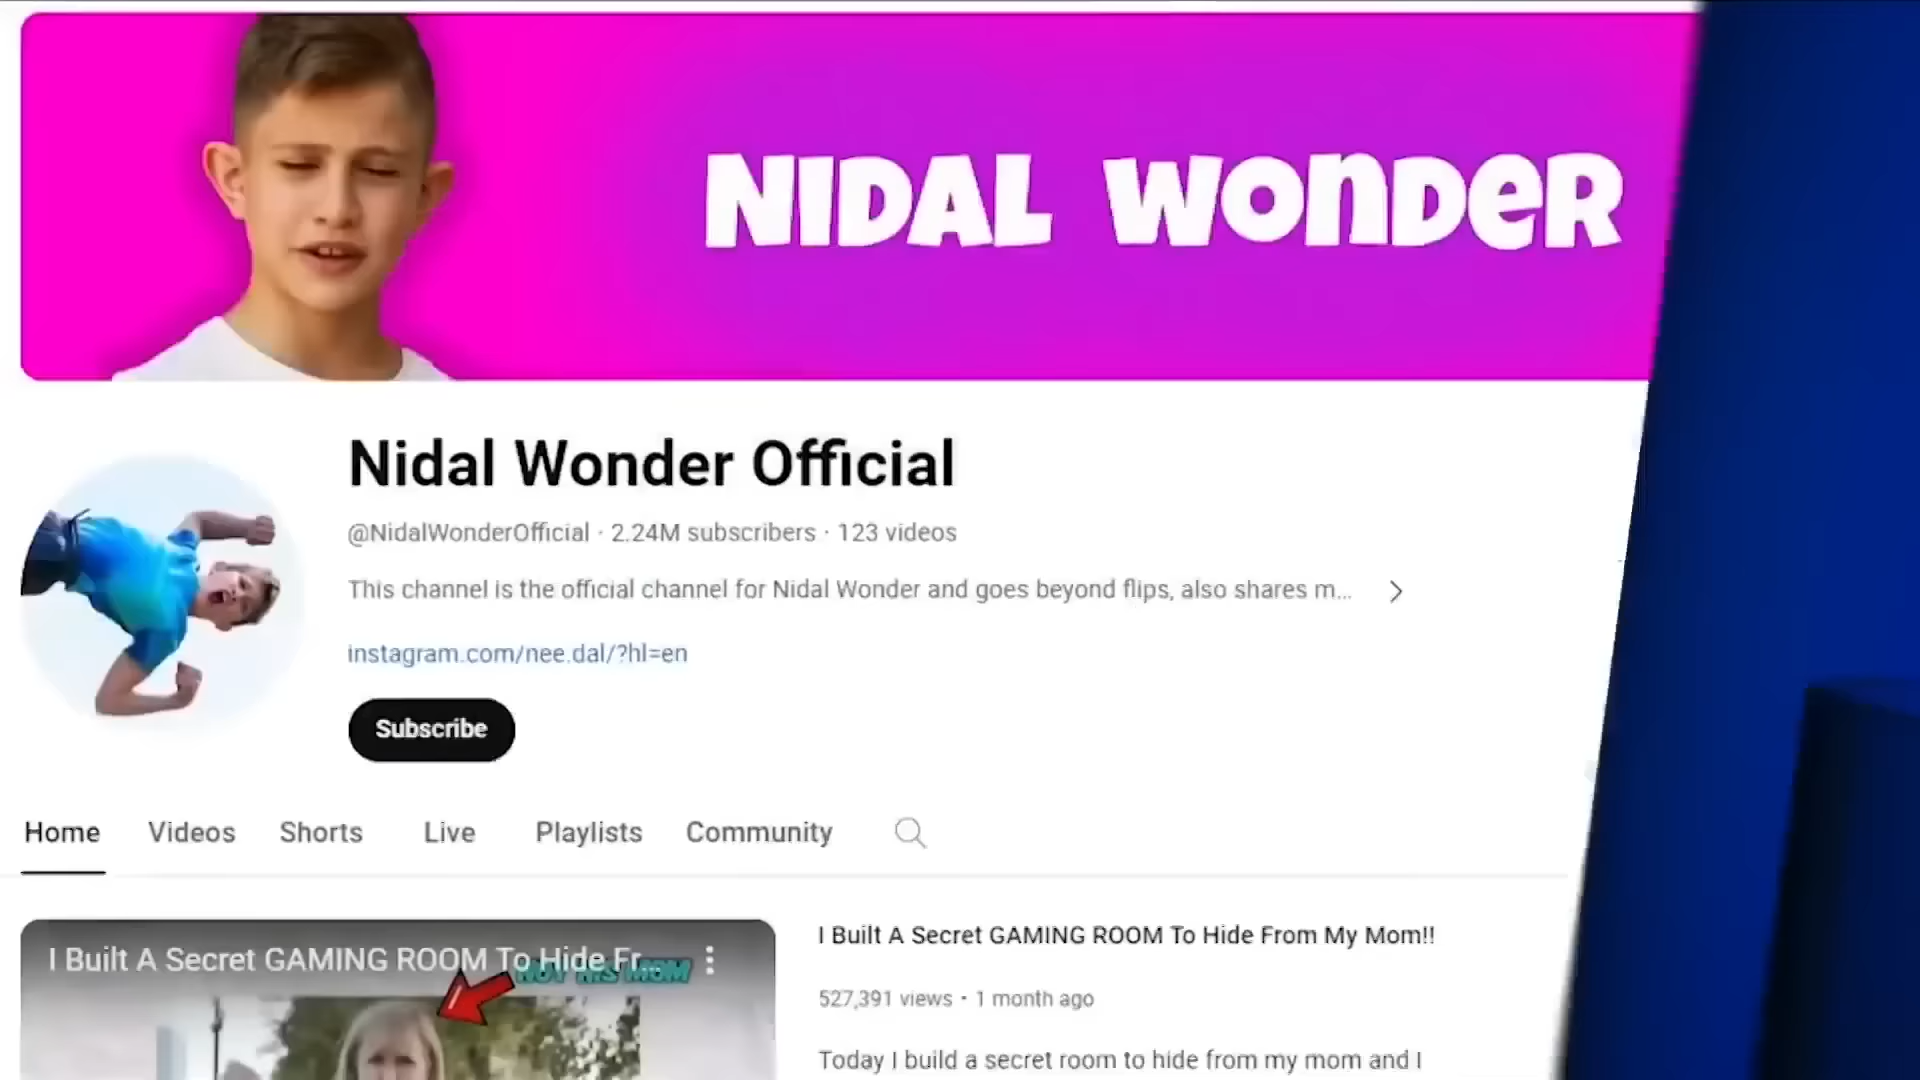 NIDAL WONDER
Nidal Wonder Official
@NidalWonderOfficial · 2.24M subscribers · 123 videos
This channel is the official channel for Nidal Wonder and goes beyond flips, also shares m...
instagram.com/nee.dal/?hl=en
Subscribe
Home Videos Shorts Live Playlists Community
I Built A Secret GAMING ROOM To Hide Fr...
NOT HIS MOM
I Built A Secret GAMING ROOM To Hide From My Mom!!
527,391 views · 1 month ago
Today I build a secret room to hide from my mom and I